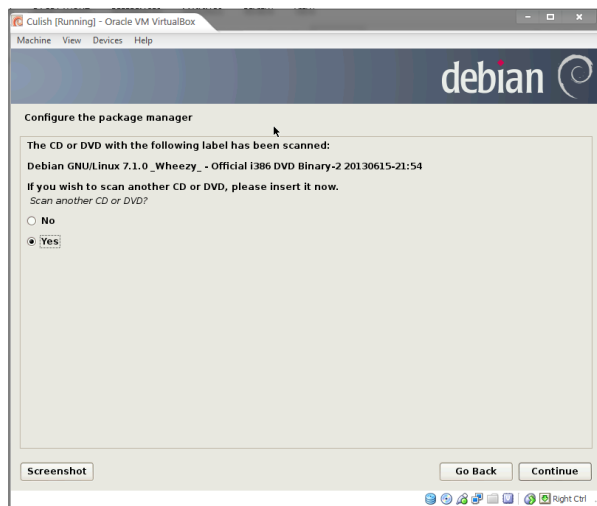 Culish [Running] - Oracle VM VirtualBox
Machine View Devices Help
debian
Configure the package manager
The CD or DVD with the following label has been scanned:
Debian GNU/Linux 7.1.0 _Wheezy_ - Official i386 DVD Binary-2 20130615-21:54
If you wish to scan another CD or DVD, please insert it now.
Scan another CD or DVD?
No
Yes
Screenshot Go Back Continue
Right Ctrl